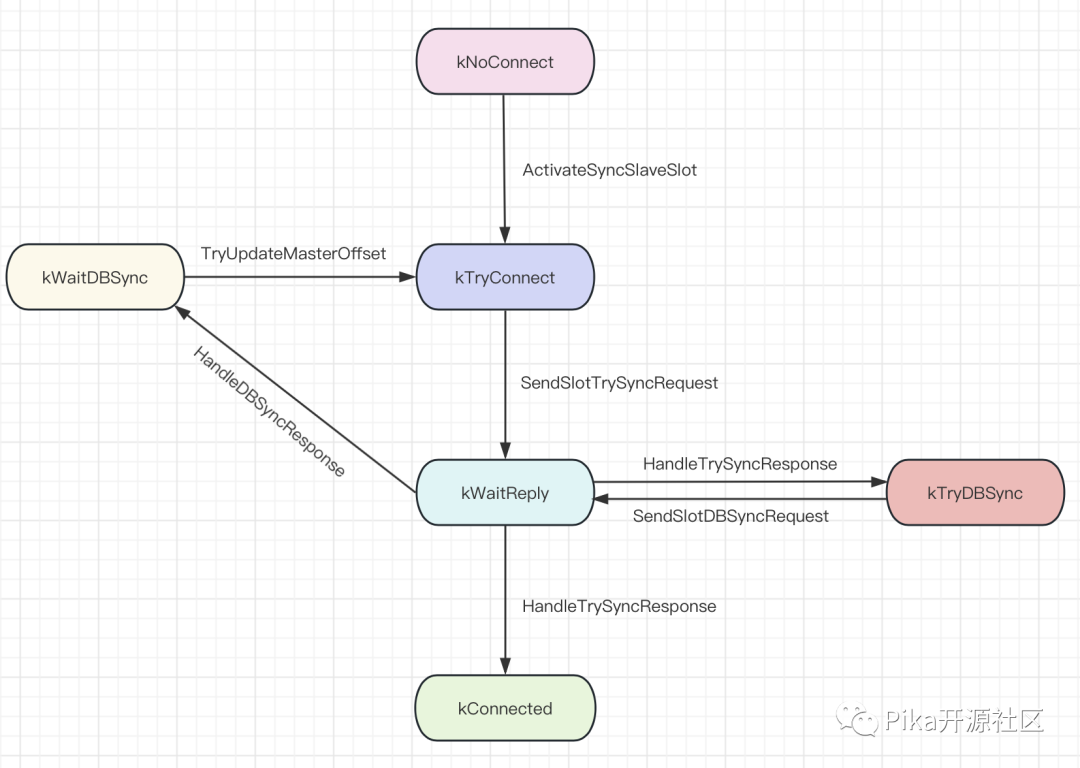 kNoConnect
ActivateSyncSlaveSlot
TryUpdateMasterOffset
kWaitDBSync
kTryConnect
HandleDBSyncResponse
SendSlotTrySyncRequest
HandleTrySyncResponse
kWaitReply
kTryDBSync
SendSlotDBSyncRequest
HandleTrySyncResponse
kConnected
Pika开源社区